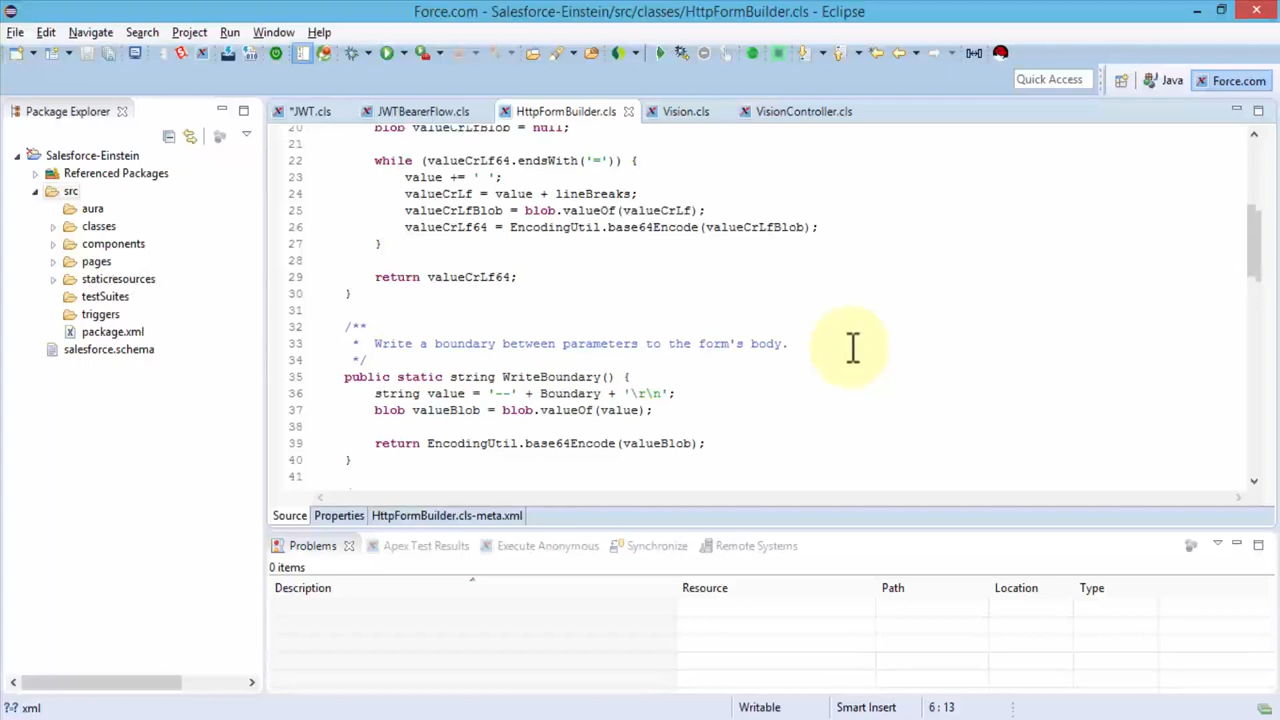 Force.com - Salesforce-Einstein/src/classes/HttpFormBuilder.cls - Eclipse
File Edit Navigate Search Project Run Window Help
Quick Access Java Force.com
Package Explorer
*JWT.cls JWTBearerFlow.cls HttpFormBuilder.cls Vision.cls VisionController.cls
Salesforce-Einstein
Referenced Packages
src
aura
classes
components
pages
staticresources
testSuites
triggers
package.xml
salesforce.schema
20 blob valueCrLfBlob = null;
21
22 while (valueCrLf64.endsWith('=')) {
23 value += ' ';
24 valueCrLf = value + lineBreaks;
25 valueCrLfBlob = blob.valueOf(valueCrLf);
26 valueCrLf64 = EncodingUtil.base64Encode(valueCrLfBlob);
27 }
28
29 return valueCrLf64;
30 }
31
32 /**
33 * Write a boundary between parameters to the form's body.
34 */
35 public static string WriteBoundary() {
36 string value = '--' + Boundary + '\r\n';
37 blob valueBlob = blob.valueOf(value);
38
39 return EncodingUtil.base64Encode(valueBlob);
40 }
41
Source Properties HttpFormBuilder.cls-meta.xml
Problems Apex Test Results Execute Anonymous Synchronize Remote Systems
0 items
Description Resource Path Location Type
xml Writable Smart Insert 6 : 13